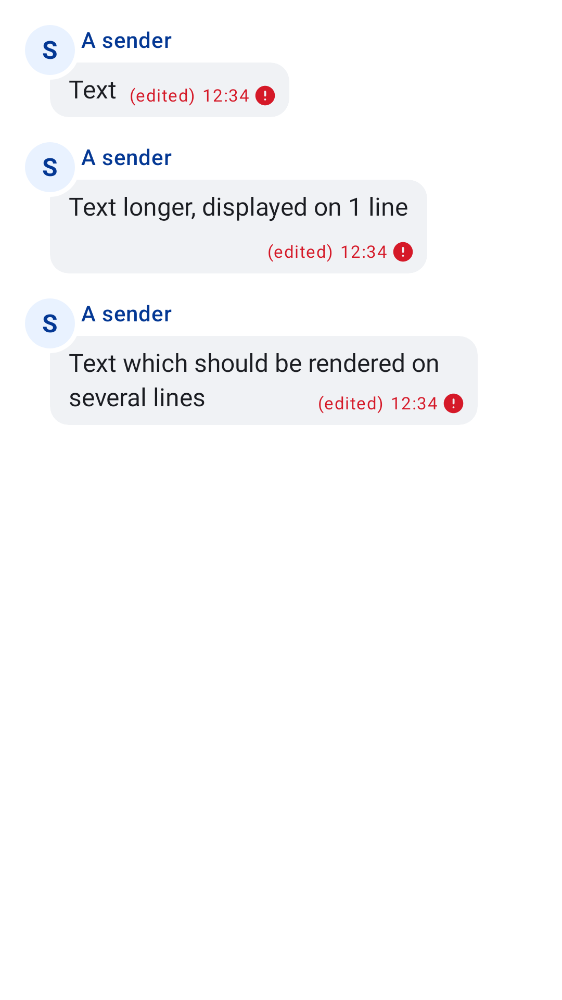 S A sender
Text (edited) 12:34
S A sender
Text longer, displayed on 1 line
(edited) 12:34
S A sender
Text which should be rendered on
several lines (edited) 12:34